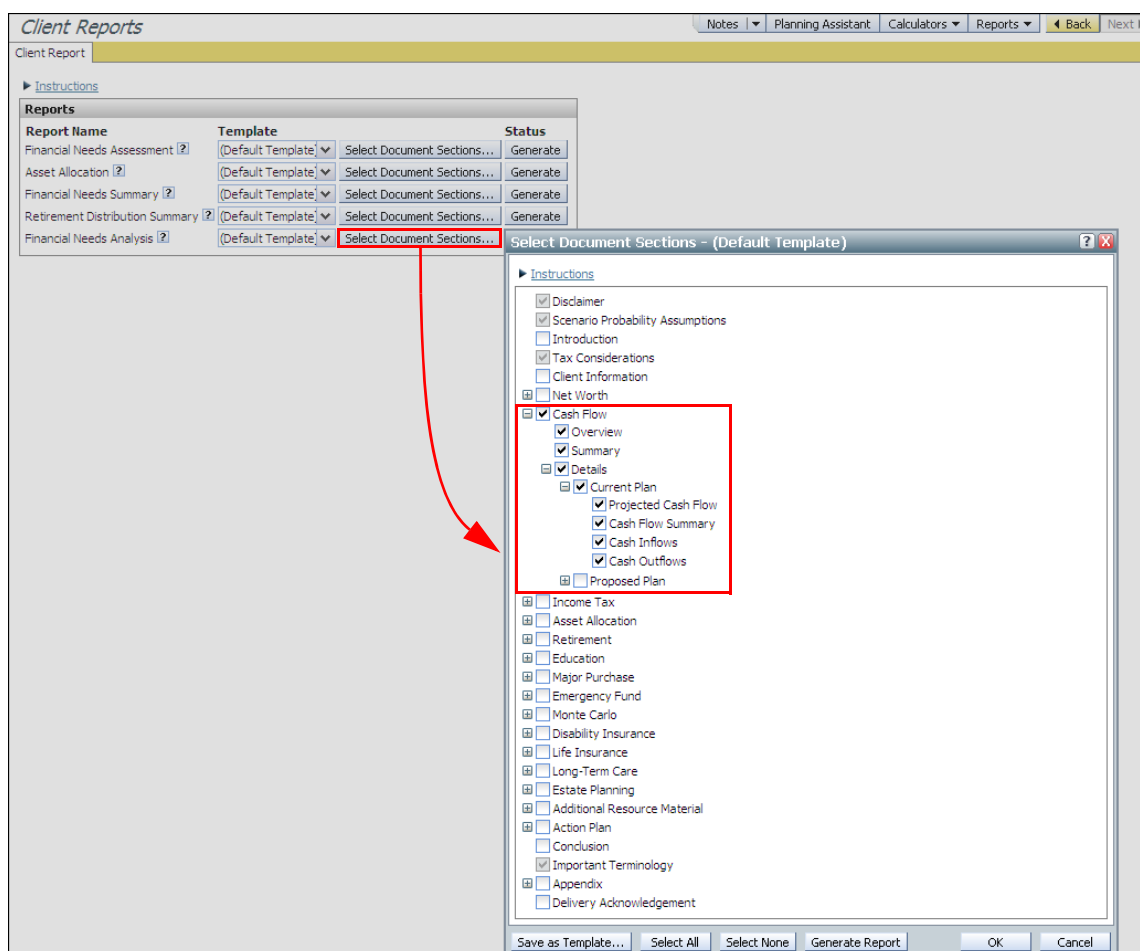 Client Reports
Notes Planning Assistant Calculators Reports Back Next
Client Report
Instructions
Reports
Report Name Template Status
Financial Needs Assessment ? (Default Template) Select Document Sections... Generate
Asset Allocation ? (Default Template) Select Document Sections... Generate
Financial Needs Summary ? (Default Template) Select Document Sections... Generate
Retirement Distribution Summary ? (Default Template) Select Document Sections... Generate
Financial Needs Analysis ? (Default Template) Select Document Sections...
Select Document Sections - (Default Template) ? X
Instructions
Disclaimer
Scenario Probability Assumptions
Introduction
Tax Considerations
Client Information
Net Worth
Cash Flow
Overview
Summary
Details
Current Plan
Projected Cash Flow
Cash Flow Summary
Cash Inflows
Cash Outflows
Proposed Plan
Income Tax
Asset Allocation
Retirement
Education
Major Purchase
Emergency Fund
Monte Carlo
Disability Insurance
Life Insurance
Long-Term Care
Estate Planning
Additional Resource Material
Action Plan
Conclusion
Important Terminology
Appendix
Delivery Acknowledgement
Save as Template... Select All Select None Generate Report OK Cancel